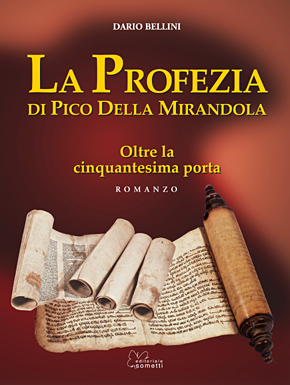 DARIO BELLINI
LA PROFEZIA
DI PICO DELLA MIRANDOLA
Oltre la
cinquantesima porta
ROMANZO
editoriale
sometti